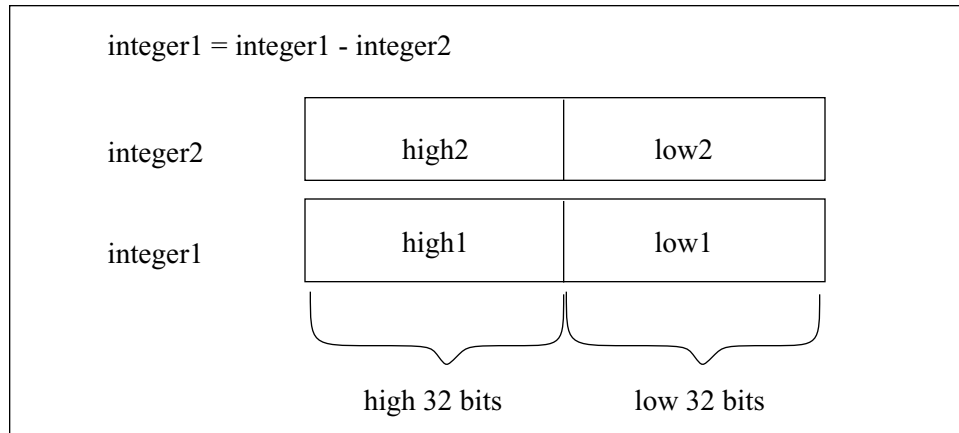 integer1 = integer1 - integer2
integer2 high2 low2
integer1 high1 low1
high 32 bits low 32 bits